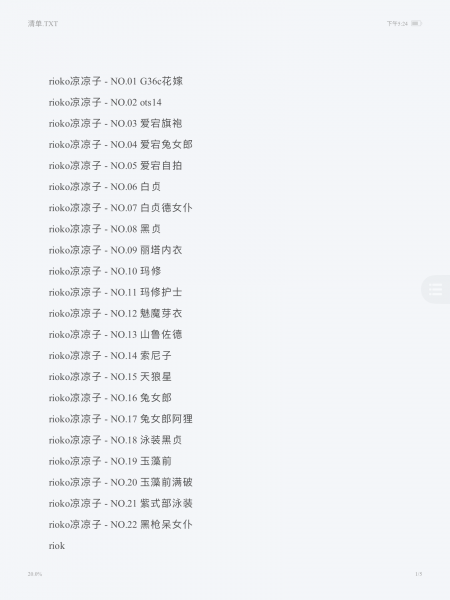 清单.TXT
下午5:24
rioko凉凉子 - NO.01 G36c花嫁
rioko凉凉子 - NO.02 ots14
rioko凉凉子 - NO.03 爱宕旗袍
rioko凉凉子 - NO.04 爱宕兔女郎
rioko凉凉子 - NO.05 爱宕自拍
rioko凉凉子 - NO.06 白贞
rioko凉凉子 - NO.07 白贞德女仆
rioko凉凉子 - NO.08 黑贞
rioko凉凉子 - NO.09 丽塔内衣
rioko凉凉子 - NO.10 玛修
rioko凉凉子 - NO.11 玛修护士
rioko凉凉子 - NO.12 魅魔芽衣
rioko凉凉子 - NO.13 山鲁佐德
rioko凉凉子 - NO.14 索尼子
rioko凉凉子 - NO.15 天狼星
rioko凉凉子 - NO.16 兔女郎
rioko凉凉子 - NO.17 兔女郎阿狸
rioko凉凉子 - NO.18 泳装黑贞
rioko凉凉子 - NO.19 玉藻前
rioko凉凉子 - NO.20 玉藻前满破
rioko凉凉子 - NO.21 紫式部泳装
rioko凉凉子 - NO.22 黑枪呆女仆
riok
20.0%
1/5